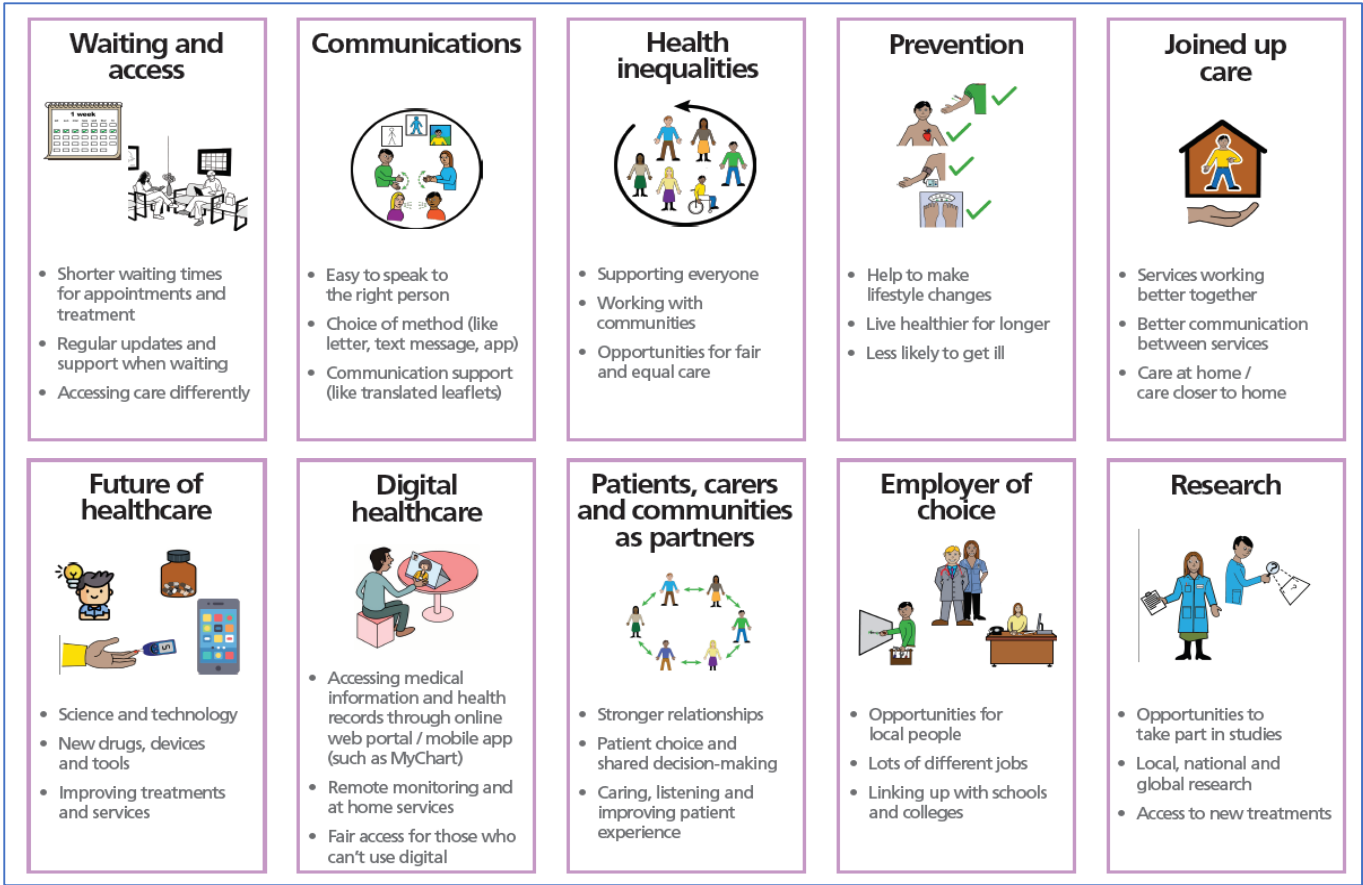 Waiting and
access
1 week
• Shorter waiting times
for appointments and
treatment
• Regular updates and
support when waiting
• Accessing care differently
Communications
• Easy to speak to
the right person
• Choice of method (like
letter, text message, app)
• Communication support
(like translated leaflets)
Health
inequalities
• Supporting everyone
• Working with
communities
• Opportunities for fair
and equal care
Prevention
• Help to make
lifestyle changes
• Live healthier for longer
• Less likely to get ill
Joined up
care
• Services working
better together
• Better communication
between services
• Care at home /
care closer to home
Future of
healthcare
• Science and technology
• New drugs, devices
and tools
• Improving treatments
and services
Digital
healthcare
• Accessing medical
information and health
records through online
web portal / mobile app
(such as MyChart)
• Remote monitoring and
at home services
• Fair access for those who
can't use digital
Patients, carers
and communities
as partners
• Stronger relationships
• Patient choice and
shared decision-making
• Caring, listening and
improving patient
experience
Employer of
choice
• Opportunities for
local people
• Lots of different jobs
• Linking up with schools
and colleges
Research
?
?
• Opportunities to
take part in studies
• Local, national and
global research
• Access to new treatments